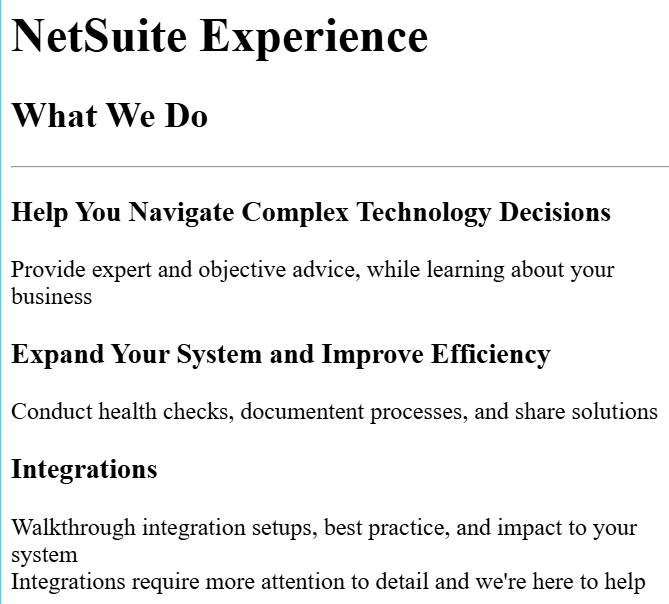 NetSuite Experience
What We Do
Help You Navigate Complex Technology Decisions
Provide expert and objective advice, while learning about your
business
Expand Your System and Improve Efficiency
Conduct health checks, documentent processes, and share solutions
Integrations
Walkthrough integration setups, best practice, and impact to your
system
Integrations require more attention to detail and we're here to help